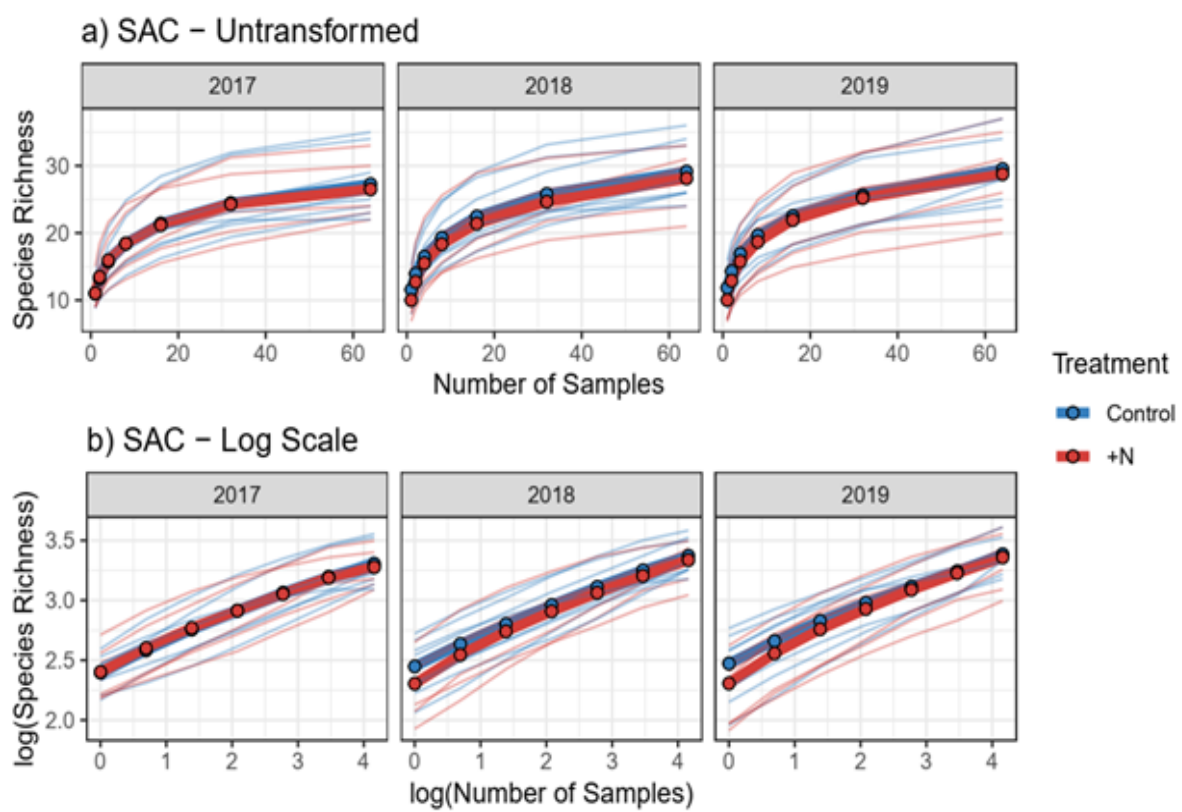 a) SAC − Untransformed
2017 2018 2019
Species Richness
30
20
10
0 20 40 60 0 20 40 60 0 20 40 60
Number of Samples
Treatment
Control
+N
b) SAC − Log Scale
2017 2018 2019
log(Species Richness)
3.5
3.0
2.5
2.0
0 1 2 3 4 0 1 2 3 4 0 1 2 3 4
log(Number of Samples)